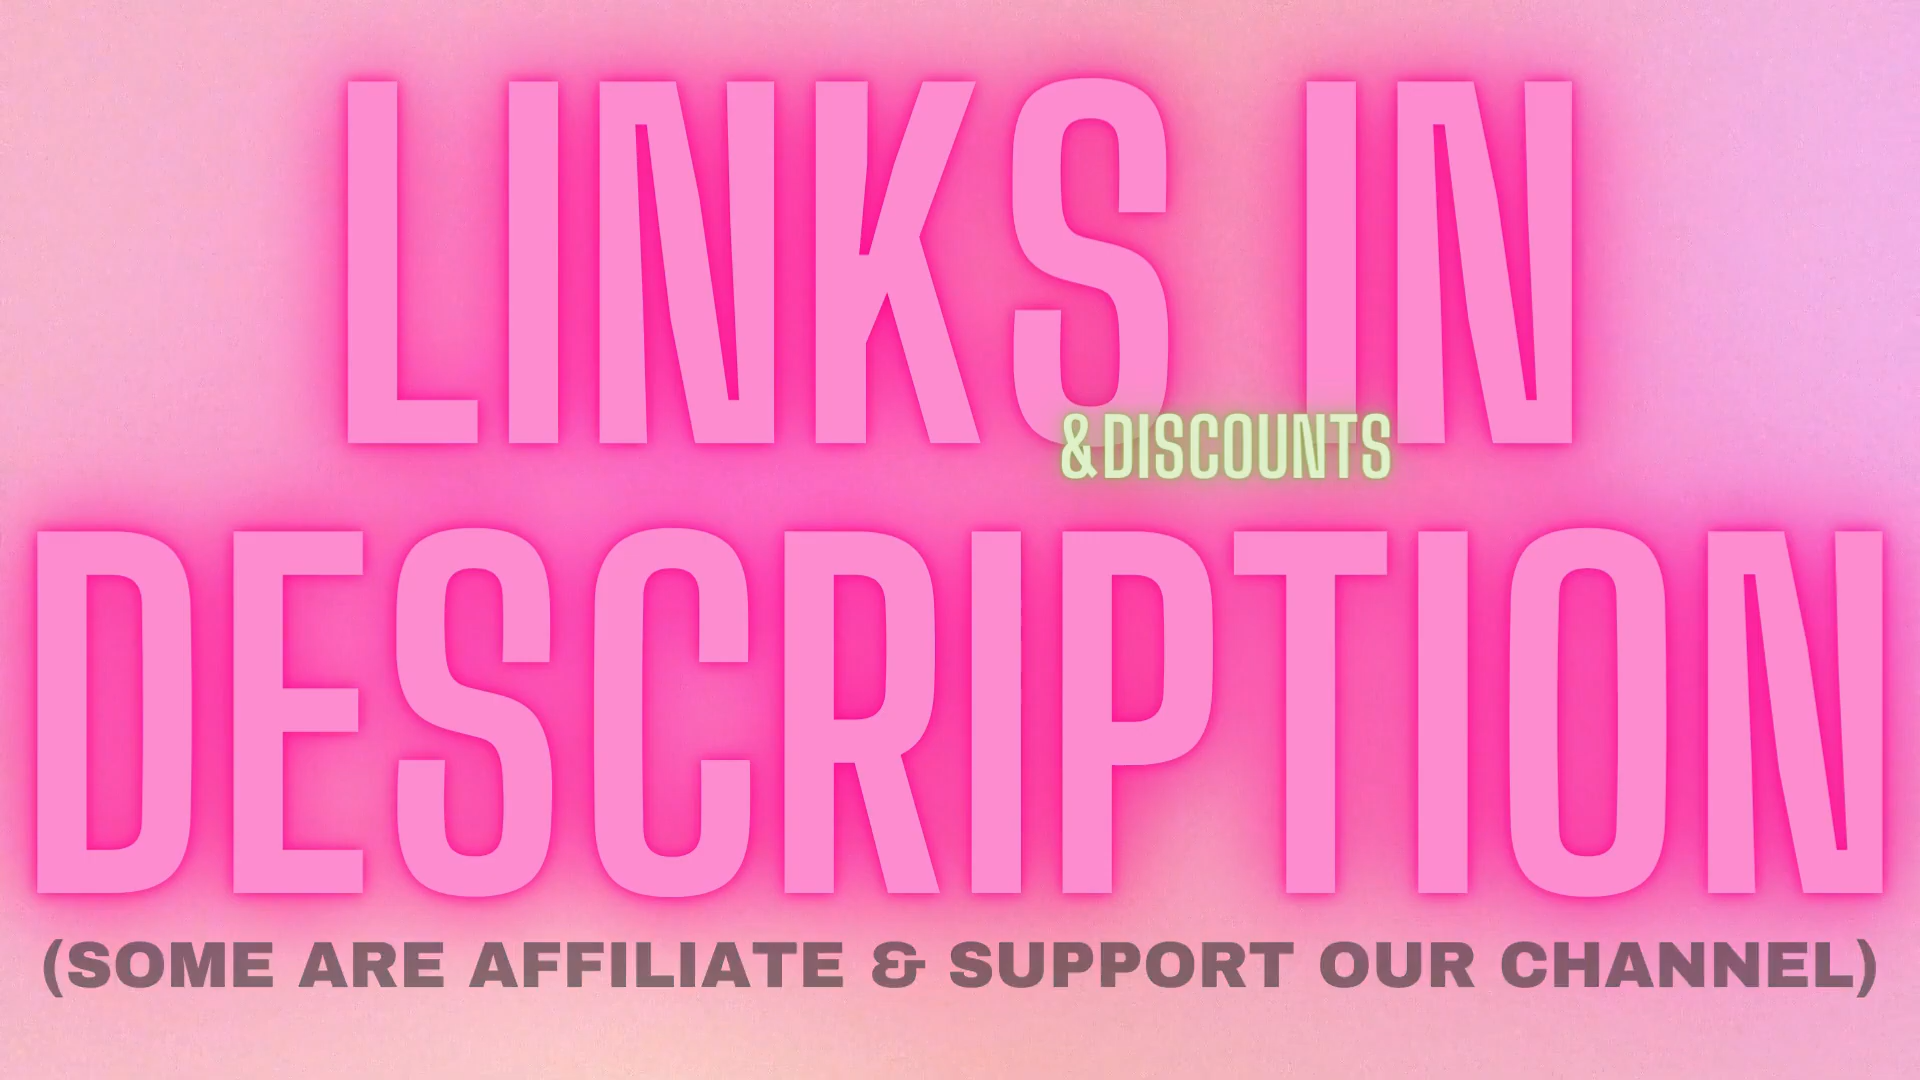 LINKS IN
&DISCOUNTS
DESCRIPTION
(SOME ARE AFFILIATE & SUPPORT OUR CHANNEL)